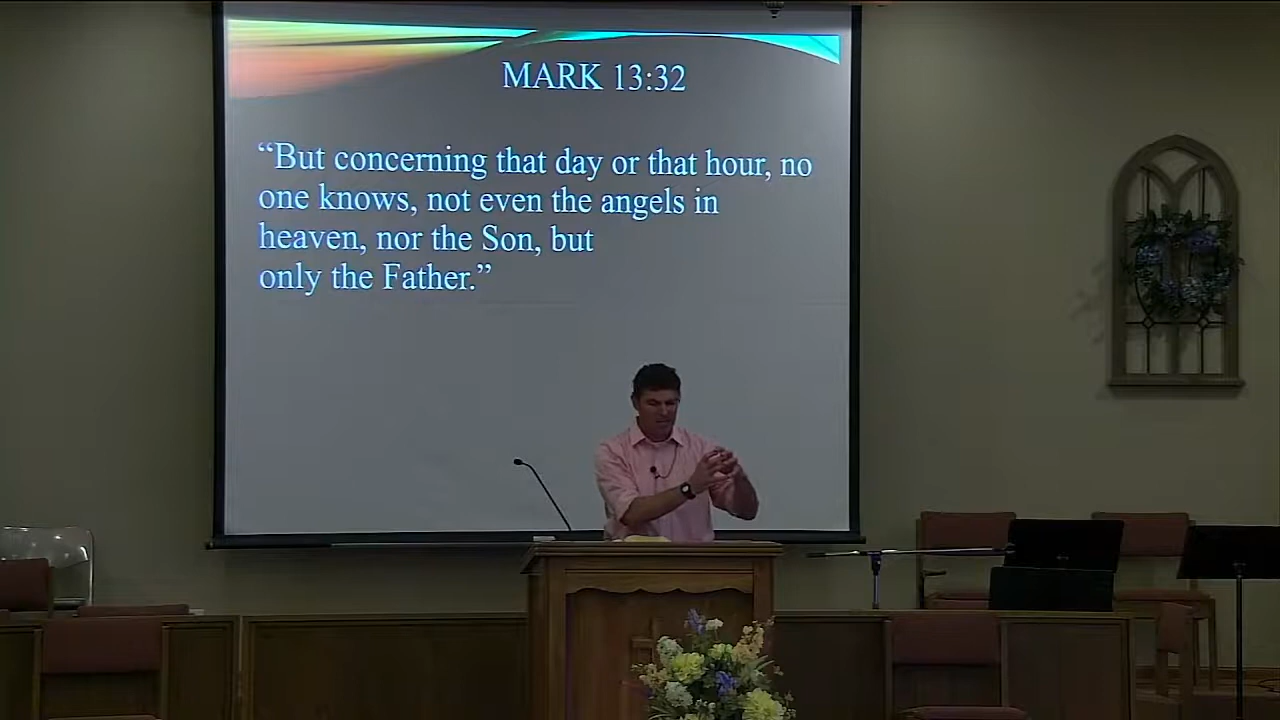 MARK 13:32
“But concerning that day or that hour, no
one knows, not even the angels in
heaven, nor the Son, but
only the Father.”